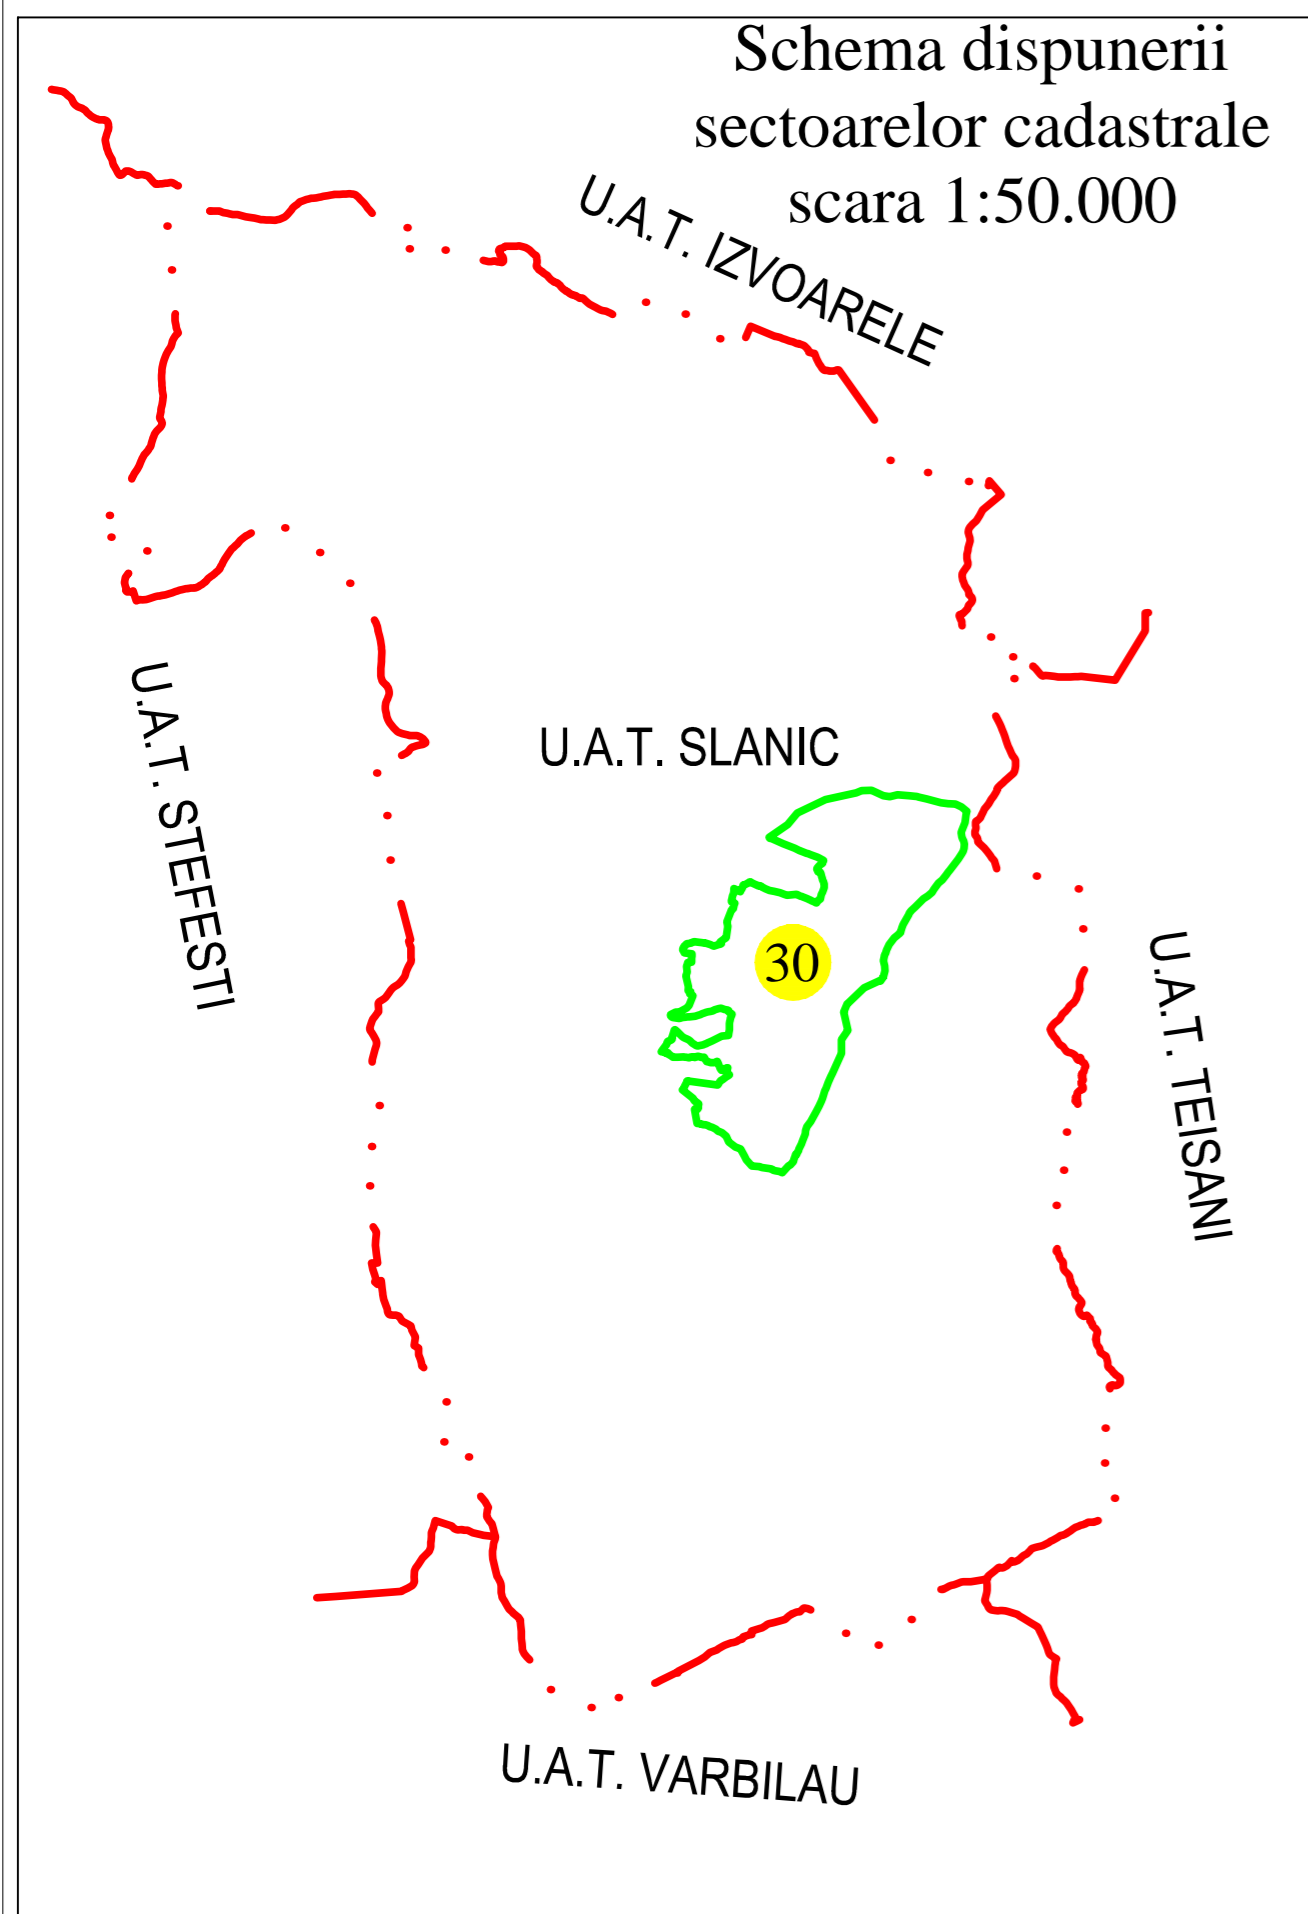 Schema dispunerii
sectoarelor cadastrale
scara 1:50.000
U.A.T. IZVOARELE
U.A.T. STEFESTI
U.A.T. SLANIC
30
U.A.T. TEISANI
U.A.T. VARBILAU